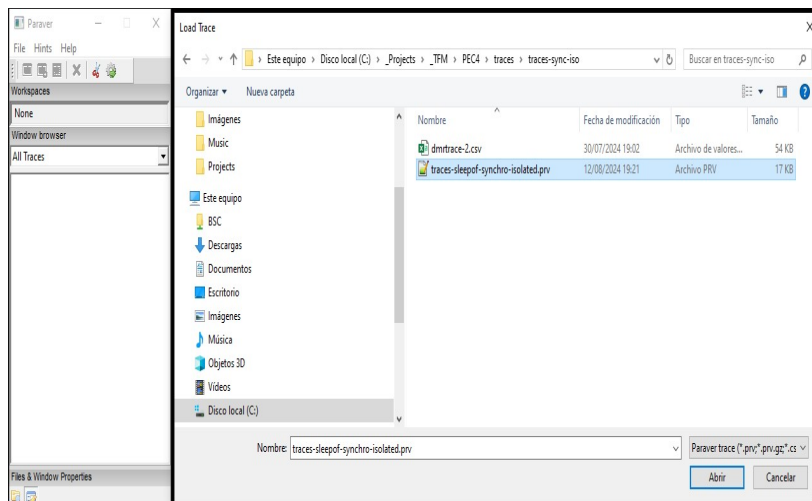 Paraver
File Hints Help
Workspaces
None
Window browser
All Traces
Files & Window Properties
Load Trace
Este equipo > Disco local (C:) > _Projects > _TFM > PEC4 > traces > traces-sync-iso
Buscar en traces-sync-iso
Organizar Nueva carpeta
Imágenes
Music
Projects
Este equipo
BSC
Descargas
Documentos
Escritorio
Imágenes
Música
Objetos 3D
Vídeos
Disco local (C:)
Nombre Fecha de modificación Tipo Tamaño
dmrtrace-2.csv 30/07/2024 19:02 Archivo de valores... 54 KB
traces-sleepof-synchro-isolated.prv 12/08/2024 19:21 Archivo PRV 17 KB
Nombre: traces-sleepof-synchro-isolated.prv Paraver trace (*.prv;*.prv.gz;*.cs
Abrir Cancelar